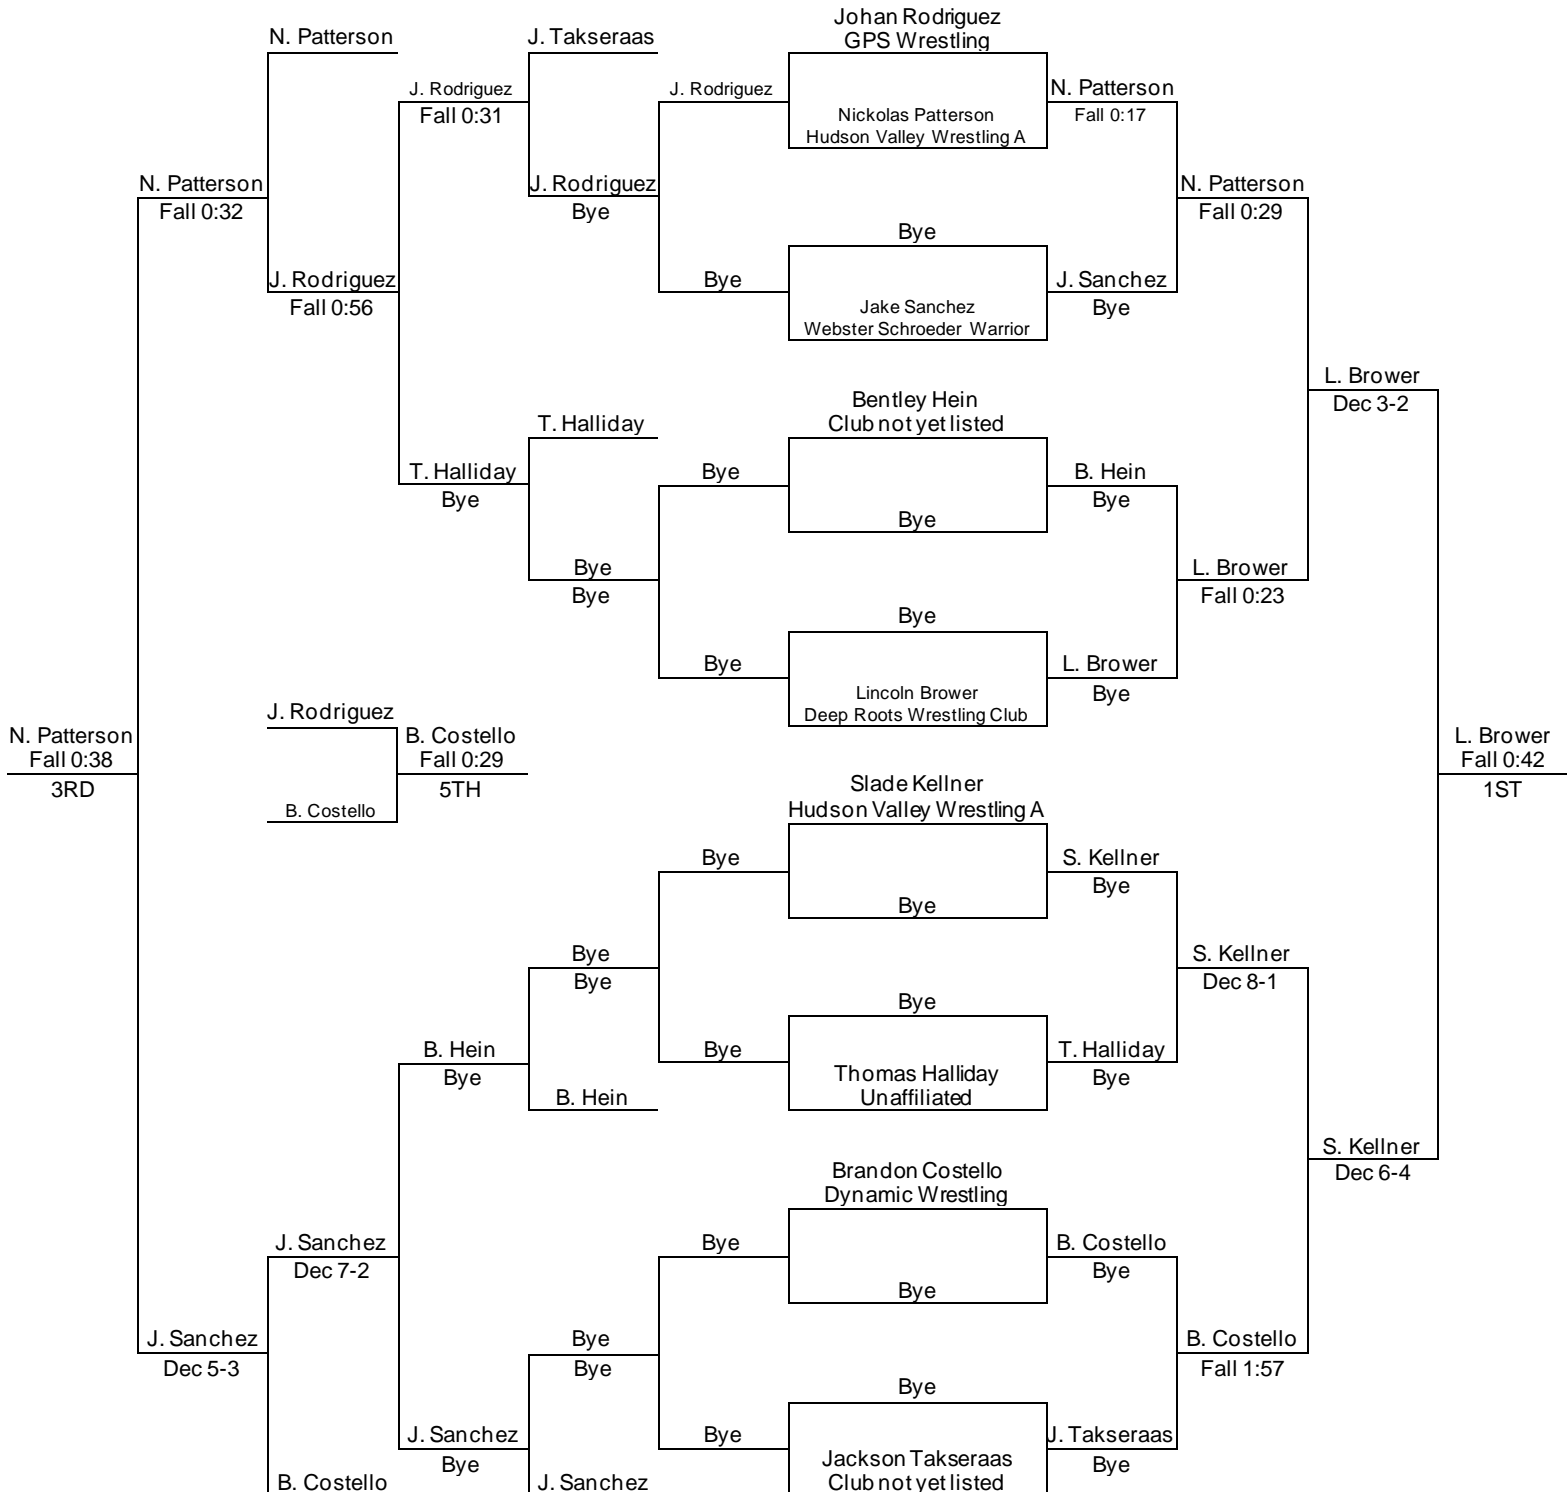 Johan Rodriguez
N. Patterson
J. Takseraas
GPS Wrestling
J. Rodriguez
J. Rodriguez
N. Patterson
Fall 0:31
Nickolas Patterson
Fall 0:17
Hudson Valley Wrestling A
N. Patterson
J. Rodriguez
N. Patterson
Fall 0:32
Bye
Fall 0:29
Bye
J. Rodriguez
Bye
J. Sanchez
Fall 0:56
Jake Sanchez
Bye
Webster Schroeder Warrior
L. Brower
Bentley Hein
Dec 3-2
T. Halliday
Club not yet listed
T. Halliday
Bye
B. Hein
Bye
Bye
Bye
Bye
L. Brower
Bye
Fall 0:23
Bye
Bye
L. Brower
Lincoln Brower
Bye
J. Rodriguez
Deep Roots Wrestling Club
N. Patterson
B. Costello
L. Brower
Fall 0:38
Fall 0:29
Fall 0:42
3RD
5TH
Slade Kellner
1ST
B. Costello
Hudson Valley Wrestling A
Bye
S. Kellner
Bye
Bye
Bye
S. Kellner
Bye
Dec 8-1
Bye
B. Hein
Bye
T. Halliday
Bye
Thomas Halliday
Bye
B. Hein
Unaffiliated
S. Kellner
Brandon Costello
Dec 6-4
Dynamic Wrestling
J. Sanchez
Bye
B. Costello
Dec 7-2
Bye
Bye
J. Sanchez
Bye
B. Costello
Dec 5-3
Bye
Fall 1:57
Bye
J. Sanchez
Bye
J. Takseraas
Bye
Jackson Takseraas
Bye
B. Costello
J. Sanchez
Club not yet listed